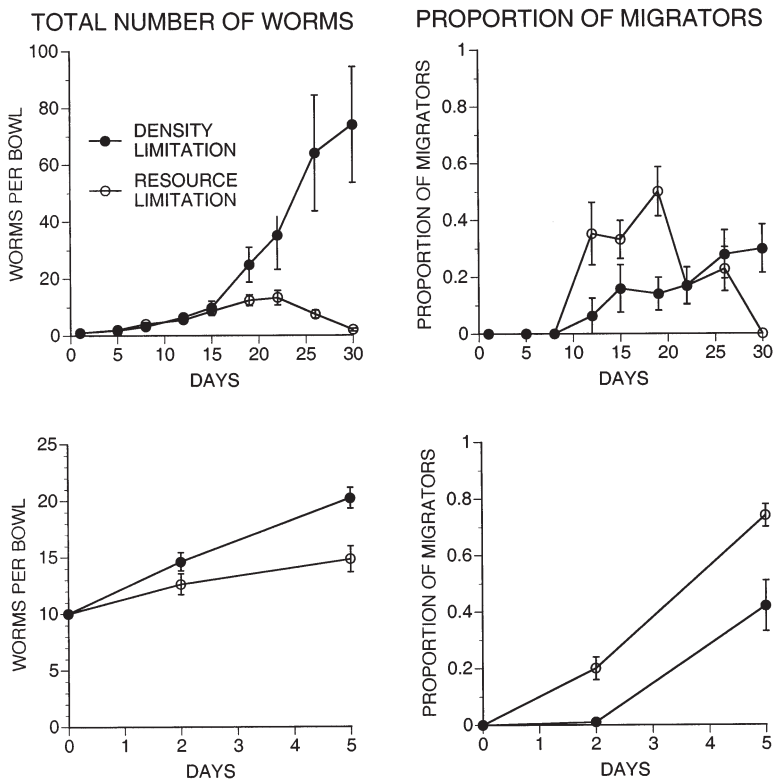 TOTAL NUMBER OF WORMS
100
80
60
40
20
0
WORMS PER BOWL
DENSITY
LIMITATION
RESOURCE
LIMITATION
0 5 10 15 20 25 30
DAYS
PROPORTION OF MIGRATORS
1
0.8
0.6
0.4
0.2
0
PROPORTION OF MIGRATORS
0 5 10 15 20 25 30
DAYS
25
20
15
10
5
0
WORMS PER BOWL
0 1 2 3 4 5
DAYS
1
0.8
0.6
0.4
0.2
0
PROPORTION OF MIGRATORS
0 1 2 3 4 5
DAYS